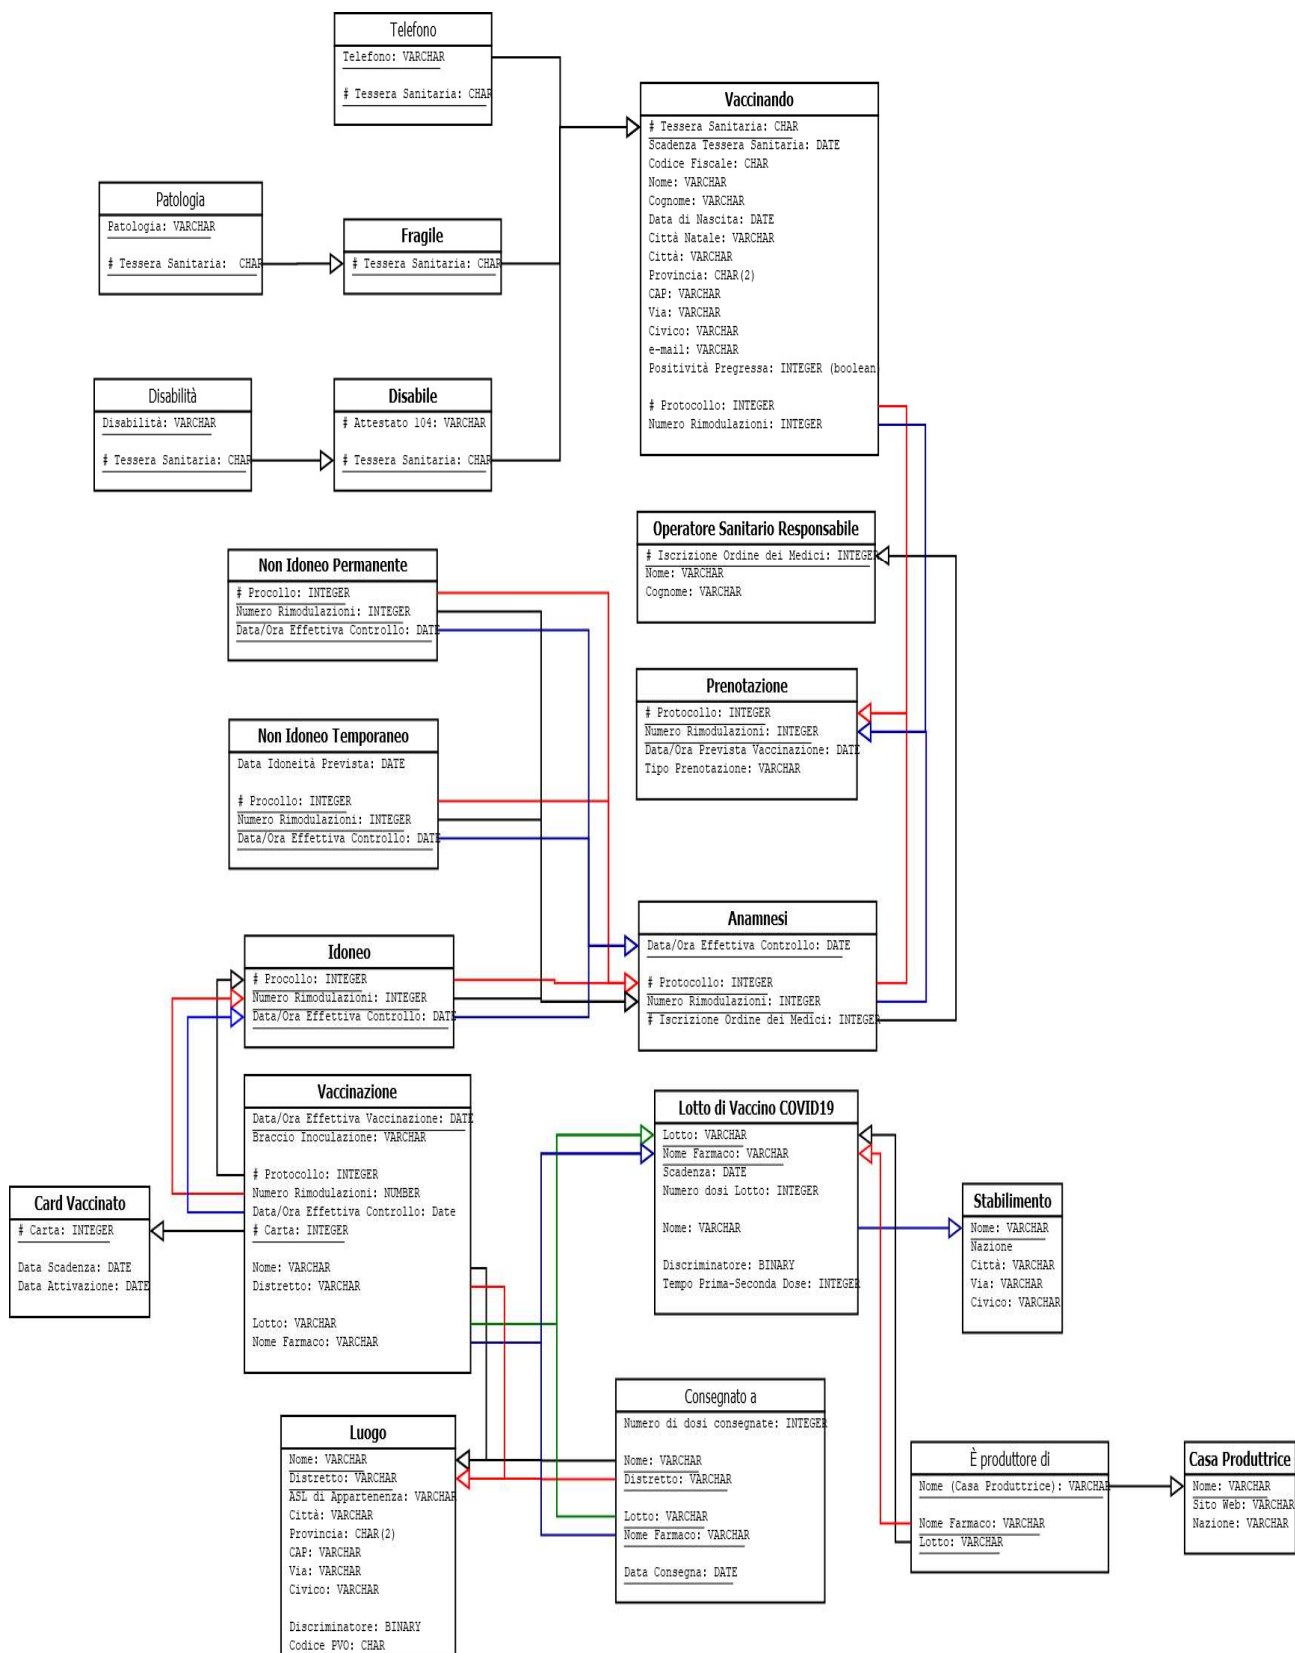 Telefono
Telefono: VARCHAR
# Tessera Sanitaria: CHAR
Vaccinando
# Tessera Sanitaria: CHAR
Scadenza Tessera Sanitaria: DATE
Codice Fiscale: CHAR
Nome: VARCHAR
Cognome: VARCHAR
Data di Nascita: DATE
Città Natale: VARCHAR
Città: VARCHAR
Provincia: CHAR(2)
CAP: VARCHAR
Via: VARCHAR
Civico: VARCHAR
e-mail: VARCHAR
Positività Pregressa: INTEGER (boolean)
# Protocollo: INTEGER
Numero Rimodulazioni: INTEGER
Patologia
Patologia: VARCHAR
# Tessera Sanitaria: CHAR
Fragile
# Tessera Sanitaria: CHAR
Disabilità
Disabilità: VARCHAR
# Tessera Sanitaria: CHAR
Disabile
# Attestato 104: VARCHAR
# Tessera Sanitaria: CHAR
Operatore Sanitario Responsabile
# Iscrizione Ordine dei Medici: INTEGER
Nome: VARCHAR
Cognome: VARCHAR
Non Idoneo Permanente
# Procollo: INTEGER
Numero Rimodulazioni: INTEGER
Data/Ora Effettiva Controllo: DATE
Prenotazione
# Protocollo: INTEGER
Numero Rimodulazioni: INTEGER
Data/Ora Prevista Vaccinazione: DATE
Tipo Prenotazione: VARCHAR
Non Idoneo Temporaneo
Data Idoneità Prevista: DATE
# Procollo: INTEGER
Numero Rimodulazioni: INTEGER
Data/Ora Effettiva Controllo: DATE
Anamnesi
Data/Ora Effettiva Controllo: DATE
# Protocollo: INTEGER
Numero Rimodulazioni: INTEGER
# Iscrizione Ordine dei Medici: INTEGER
Idoneo
# Procollo: INTEGER
Numero Rimodulazioni: INTEGER
Data/Ora Effettiva Controllo: DATE
Vaccinazione
Data/Ora Effettiva Vaccinazione: DATE
Braccio Inoculazione: VARCHAR
# Protocollo: INTEGER
Numero Rimodulazioni: NUMBER
Data/Ora Effettiva Controllo: Date
# Carta: INTEGER
Nome: VARCHAR
Distretto: VARCHAR
Lotto: VARCHAR
Nome Farmaco: VARCHAR
Card Vaccinato
# Carta: INTEGER
Data Scadenza: DATE
Data Attivazione: DATE
Lotto di Vaccino COVID19
Lotto: VARCHAR
Nome Farmaco: VARCHAR
Scadenza: DATE
Numero dosi Lotto: INTEGER
Nome: VARCHAR
Discriminatore: BINARY
Tempo Prima-Seconda Dose: INTEGER
Stabilimento
Nome: VARCHAR
Nazione
Città: VARCHAR
Via: VARCHAR
Civico: VARCHAR
Luogo
Nome: VARCHAR
Distretto: VARCHAR
ASL di Appartenenza: VARCHAR
Città: VARCHAR
Provincia: CHAR(2)
CAP: VARCHAR
Via: VARCHAR
Civico: VARCHAR
Discriminatore: BINARY
Codice PVO: CHAR
Consegnato a
Numero di dosi consegnate: INTEGER
Nome: VARCHAR
Distretto: VARCHAR
Lotto: VARCHAR
Nome Farmaco: VARCHAR
Data Consegna: DATE
È produttore di
Nome (Casa Produttrice): VARCHAR
Nome Farmaco: VARCHAR
Lotto: VARCHAR
Casa Produttrice
Nome: VARCHAR
Sito Web: VARCHAR
Nazione: VARCHAR